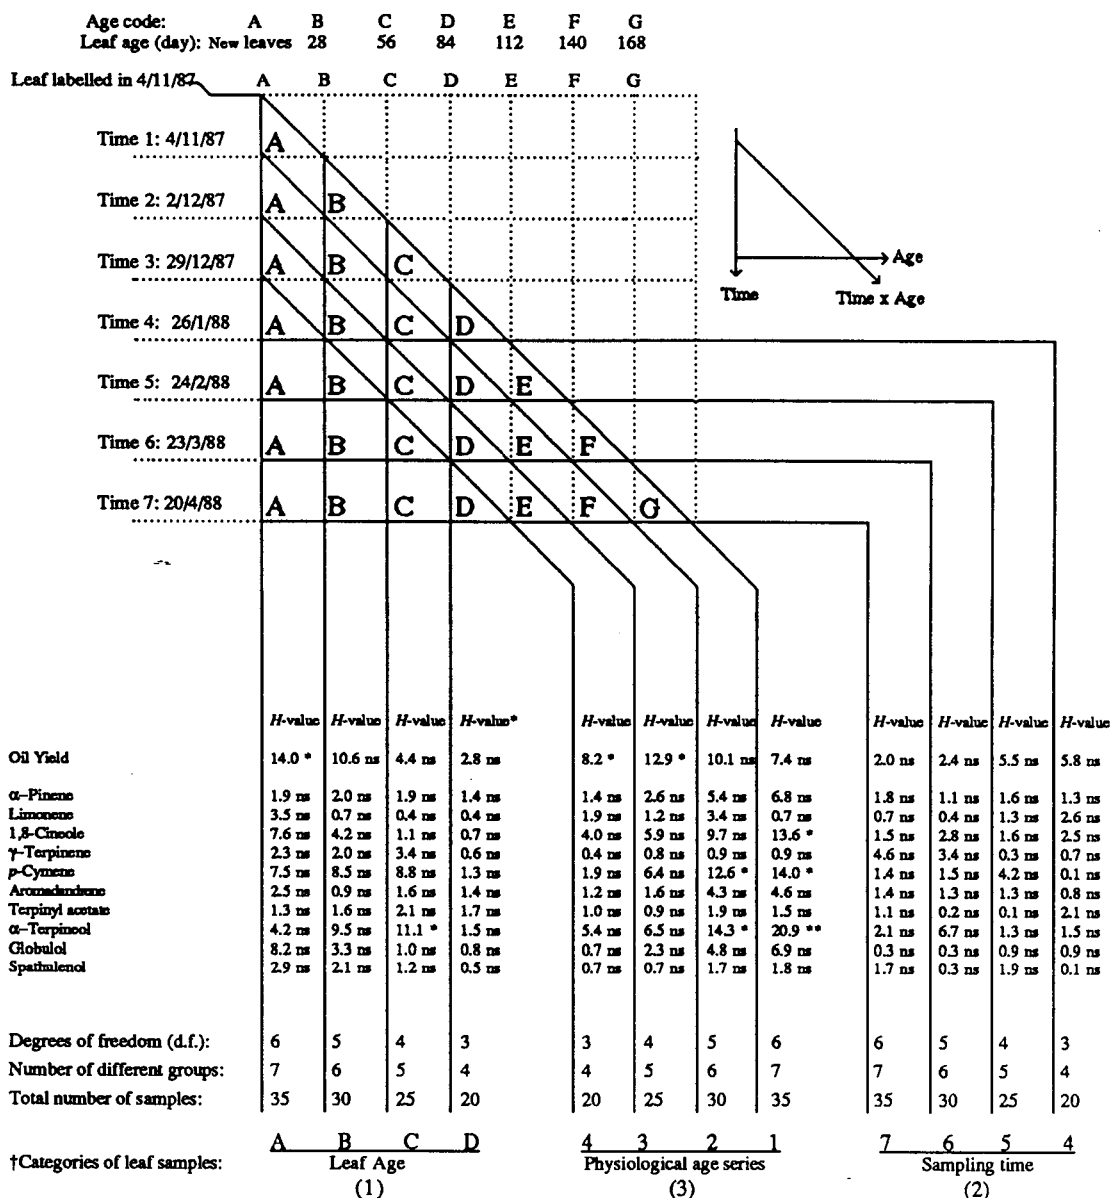 Age code: A B C D E F G
Leaf age (day): New leaves 28 56 84 112 140 168
Leaf labelled in 4/11/87 A B C D E F G
Time 1: 4/11/87 A
Time 2: 2/12/87 A B
Time 3: 29/12/87 A B C
Time 4: 26/1/88 A B C D
Time 5: 24/2/88 A B C D E
Time 6: 23/3/88 A B C D E F
Time 7: 20/4/88 A B C D E F G
Age
Time
Time x Age
H-value H-value H-value H-value* H-value H-value H-value H-value H-value H-value H-value H-value
Oil Yield 14.0 * 10.6 ns 4.4 ns 2.8 ns 8.2 * 12.9 * 10.1 ns 7.4 ns 2.0 ns 2.4 ns 5.5 ns 5.8 ns
α-Pinene 1.9 ns 2.0 ns 1.9 ns 1.4 ns 1.4 ns 2.6 ns 5.4 ns 6.8 ns 1.8 ns 1.1 ns 1.6 ns 1.3 ns
Limonene 3.5 ns 0.7 ns 0.4 ns 0.4 ns 1.9 ns 1.2 ns 3.4 ns 0.7 ns 0.7 ns 0.4 ns 1.3 ns 2.6 ns
1,8-Cineole 7.6 ns 4.2 ns 1.1 ns 0.7 ns 4.0 ns 5.9 ns 9.7 ns 13.6 * 1.5 ns 2.8 ns 1.6 ns 2.5 ns
γ-Terpinene 2.3 ns 2.0 ns 3.4 ns 0.6 ns 0.4 ns 0.8 ns 0.9 ns 0.9 ns 4.6 ns 3.4 ns 0.3 ns 0.7 ns
p-Cymene 7.5 ns 8.5 ns 8.8 ns 1.3 ns 1.9 ns 6.4 ns 12.6 * 14.0 * 1.4 ns 1.5 ns 4.2 ns 0.1 ns
Aromadendrene 2.5 ns 0.9 ns 1.6 ns 1.4 ns 1.2 ns 1.6 ns 4.3 ns 4.6 ns 1.4 ns 1.3 ns 1.3 ns 0.8 ns
Terpinyl acetate 1.3 ns 1.6 ns 2.1 ns 1.7 ns 1.0 ns 0.9 ns 1.9 ns 1.5 ns 1.1 ns 0.2 ns 0.1 ns 2.1 ns
α-Terpineol 4.2 ns 9.5 ns 11.1 * 1.5 ns 5.4 ns 6.5 ns 14.3 * 20.9 ** 2.1 ns 6.7 ns 1.3 ns 1.5 ns
Globulol 8.2 ns 3.3 ns 1.0 ns 0.8 ns 0.7 ns 2.3 ns 4.8 ns 6.9 ns 0.3 ns 0.3 ns 0.9 ns 0.9 ns
Spathulenol 2.9 ns 2.1 ns 1.2 ns 0.5 ns 0.7 ns 0.7 ns 1.7 ns 1.8 ns 1.7 ns 0.3 ns 1.9 ns 0.1 ns
Degrees of freedom (d.f.): 6 5 4 3 3 4 5 6 6 5 4 3
Number of different groups: 7 6 5 4 4 5 6 7 7 6 5 4
Total number of samples: 35 30 25 20 20 25 30 35 35 30 25 20
A B C D 4 3 2 1 7 6 5 4
†Categories of leaf samples: Leaf Age Physiological age series Sampling time
(1) (3) (2)